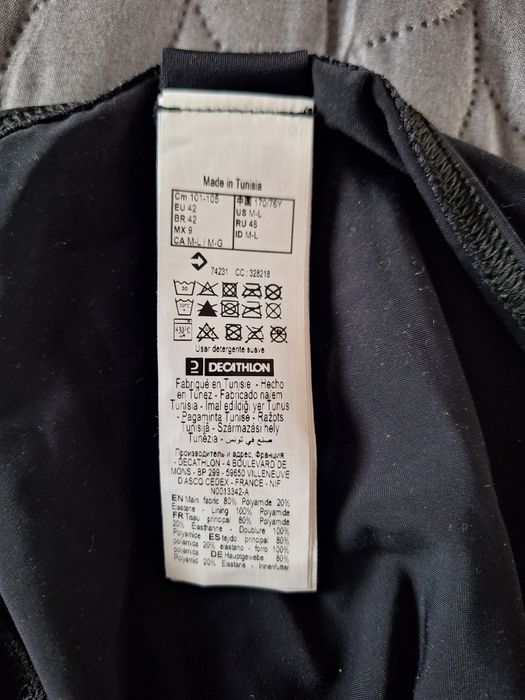 Made in Tunisia
Cm 101-105
EU 42
BR 42
MX 9
CA M-L / M-G
170/76Y
US M-L
RU 48
ID M-L
74231 CC : 328218
30
Usar detergente suave
DECATHLON
Fabriqué en Tunisie - Hecho
en Túnez - Fabricado najem
Tunísia - Imal edildiği yer Tunus
- Pagaminta Tunise - Ražots
Tunisijā - Származási hely
Tunézia - صنع في تونس
Производитель и адрес, Франция
- DECATHLON - 4 BOULEVARD DE
MONS - BP 299 - 59650 VILLENEUVE
D'ASCQ CEDEX - FRANCE - NIF
N0013342-A
EN Main fabric 80% Polyamide 20%
Elastane - Lining 100% Polyamide
FR Tissu principal 80% Polyamide
20% Élasthanne - Doublure 100%
Polyamide ES tejido principal 80%
poliamida 20% elastano - forro 100%
poliamida DE Hauptgewebe 80%
Polyamid 20% Elastane - Innenfutter